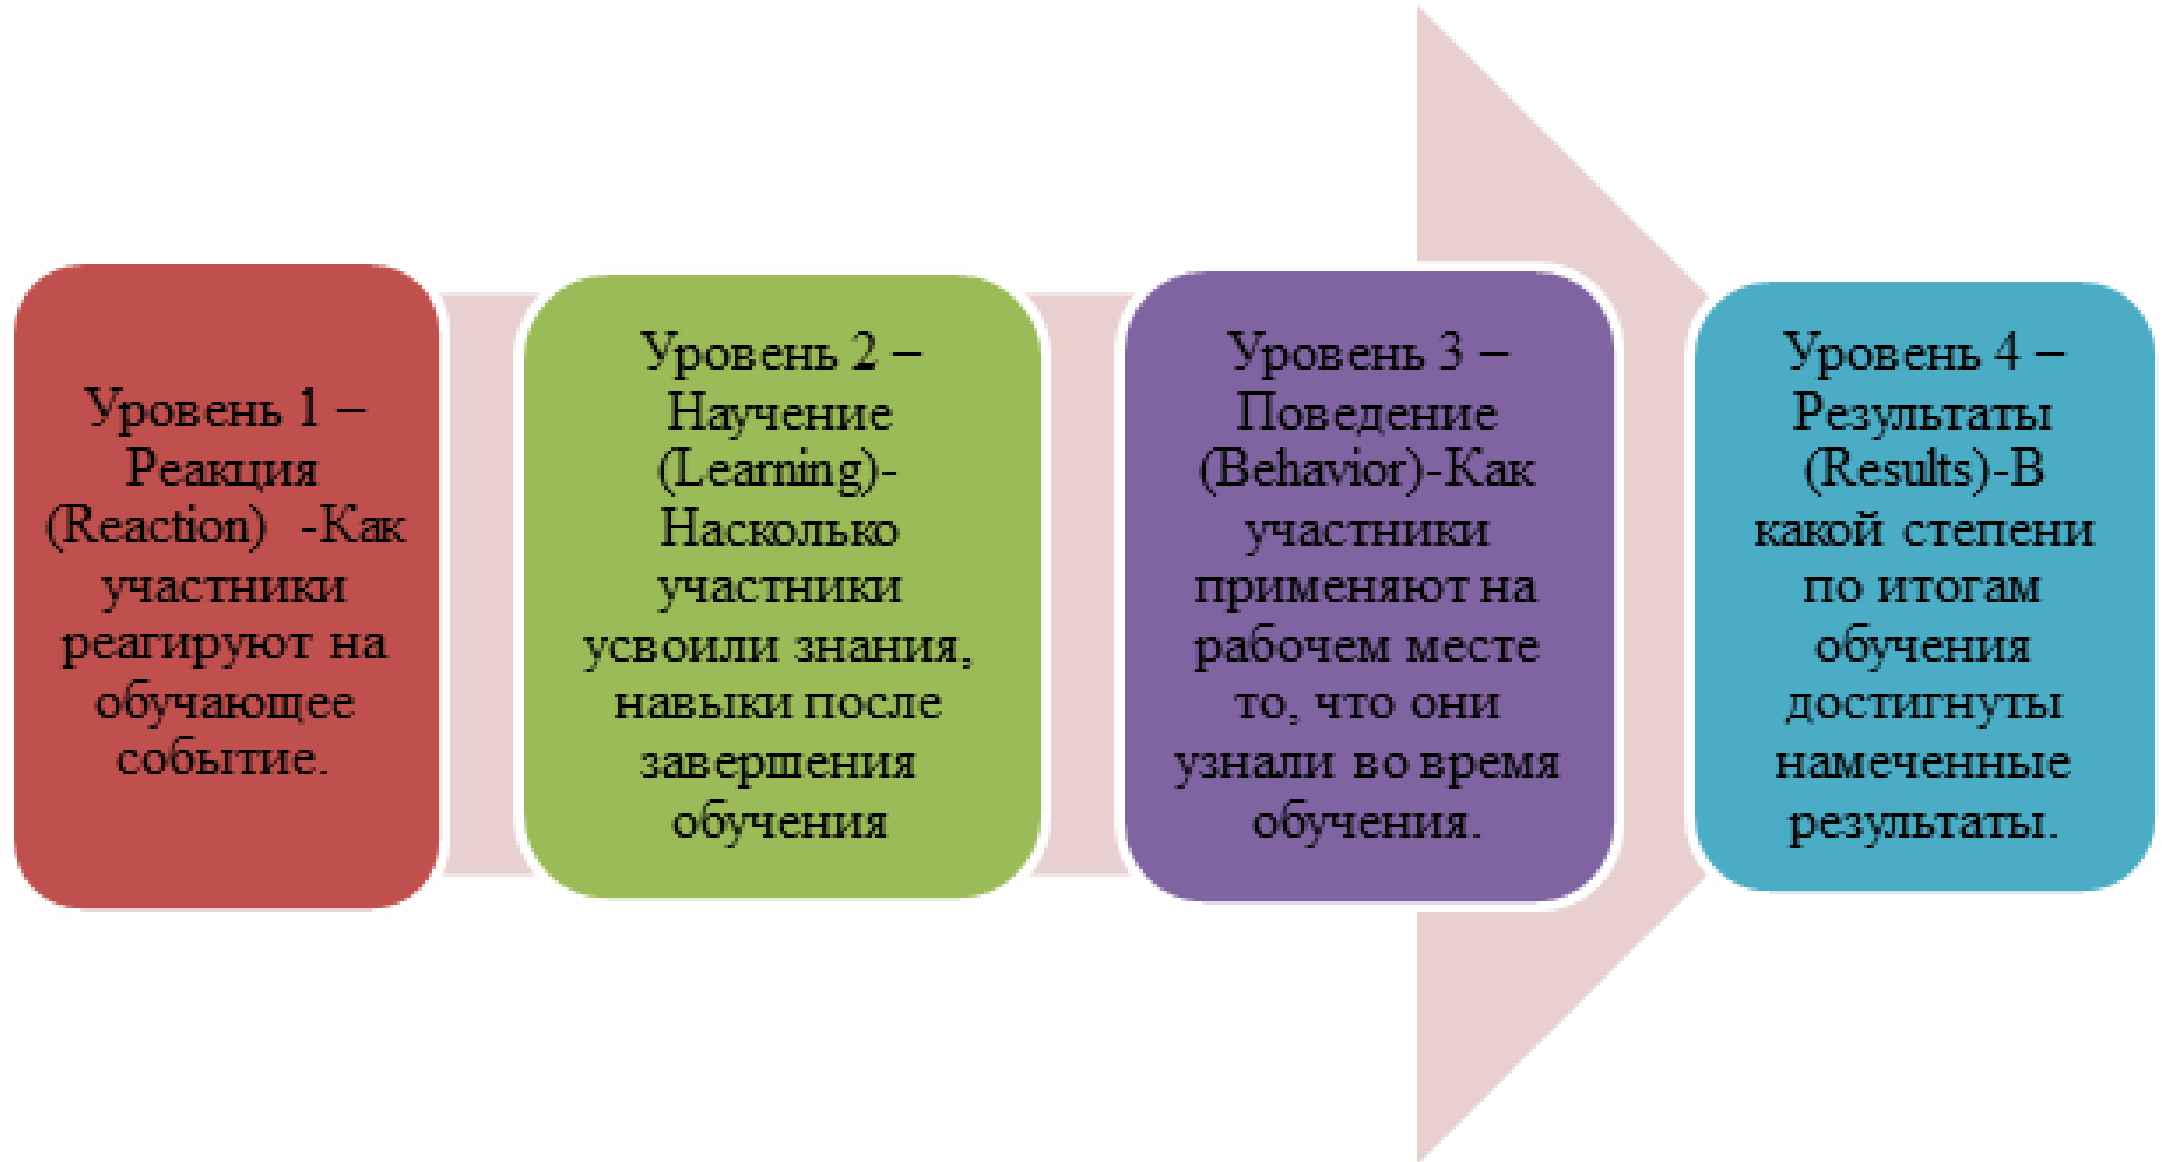 Уровень 1 –
Реакция
(Reaction)  -Как
участники
реагируют на
обучающее
событие.
Уровень 2 –
Научение
(Learning)-
Насколько
участники
усвоили знания,
навыки после
завершения
обучения
Уровень 3 –
Поведение
(Behavior)-Как
участники
применяют на
рабочем месте
то, что они
узнали во время
обучения.
Уровень 4 –
Результаты
(Results)-В
какой степени
по итогам
обучения
достигнуты
намеченные
результаты.